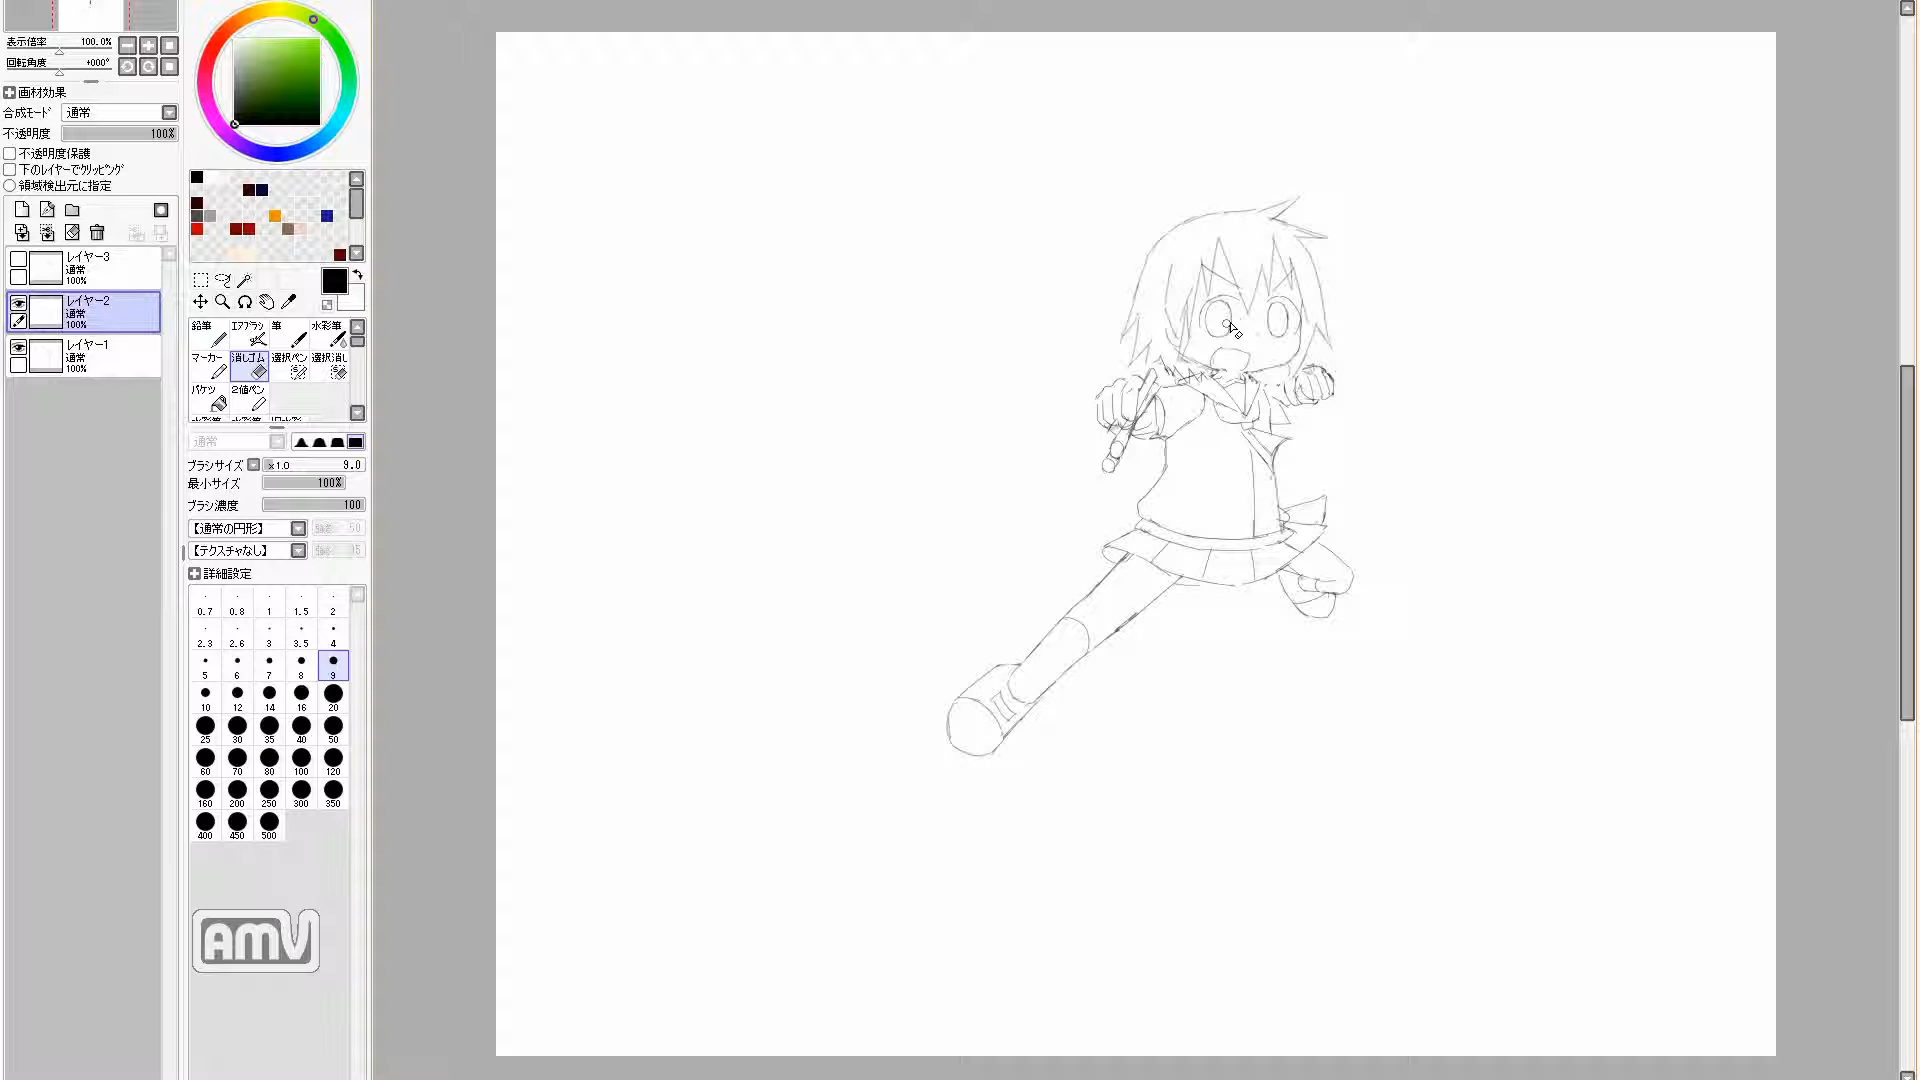 表示倍率 100.0%
回転角度 +000°
画材効果
合成モード 通常
不透明度 100%
不透明度保護
下のレイヤーでクリッピング
領域検出元に指定
レイヤー3
通常
100%
レイヤー2
通常
100%
レイヤー1
通常
100%
鉛筆 エアブラシ 筆 水彩筆
マーカー 消しゴム 選択ペン 選択消し
バケツ 2値ペン
通常
ブラシサイズ x1.0 9.0
最小サイズ 100%
ブラシ濃度 100
【通常の円形】 強さ 50
【テクスチャなし】 強さ 95
詳細設定
0.7 0.8 1 1.5 2
2.3 2.6 3 3.5 4
5 6 7 8 9
10 12 14 16 20
25 30 35 40 50
60 70 80 100 120
160 200 250 300 350
400 450 500
AMV